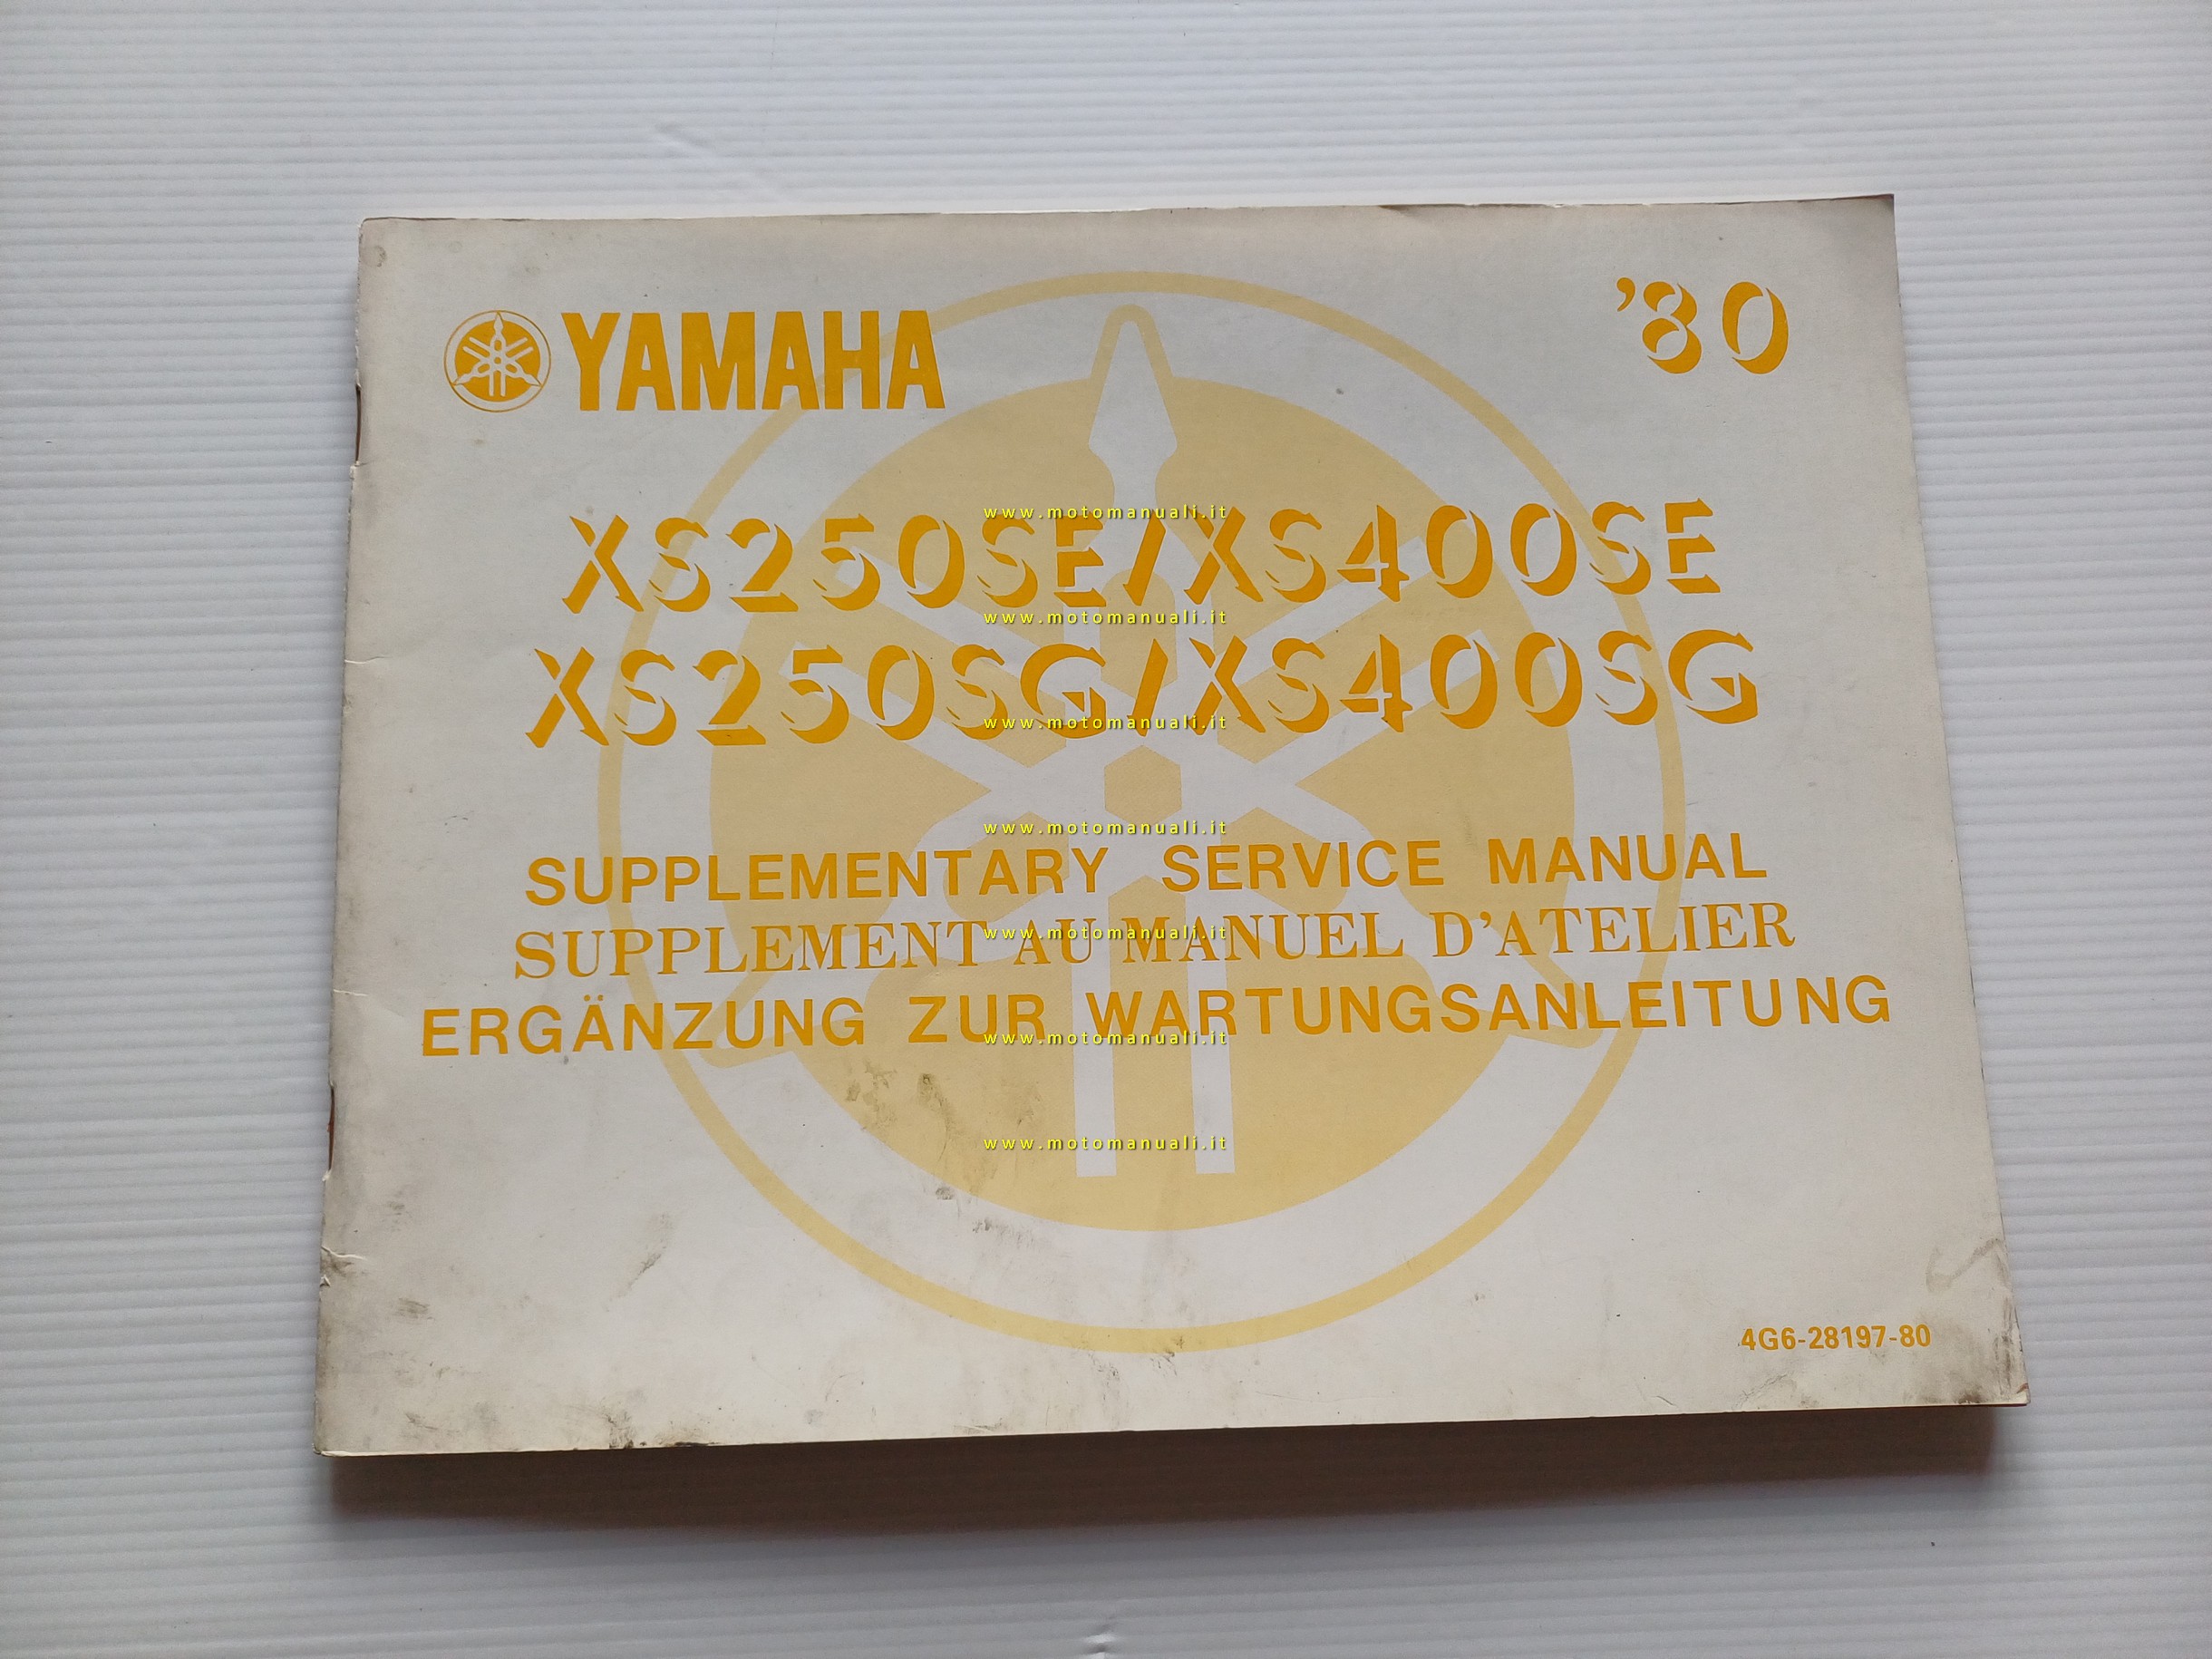 YAMAHA '80
www.motomanuali.it
XS250SE/XS400SE
www.motomanuali.it
XS250SG/XS400SG
www.motomanuali.it
www.motomanuali.it
SUPPLEMENTARY SERVICE MANUAL
SUPPLEMENT AU MANUEL D'ATELIER
www.motomanuali.it
ERGÄNZUNG ZUR WARTUNGSANLEITUNG
www.motomanuali.it
www.motomanuali.it
4G6-28197-80